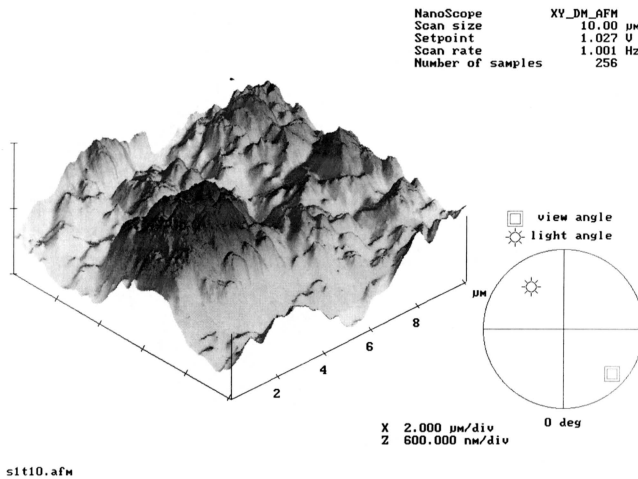 NanoScope XY_DM_AFM
Scan size 10.00 µm
Setpoint 1.027 V
Scan rate 1.001 Hz
Number of samples 256
view angle
light angle
µm
8
6
4
2
X 2.000 µm/div
Z 600.000 nm/div
0 deg
s1t10.afm